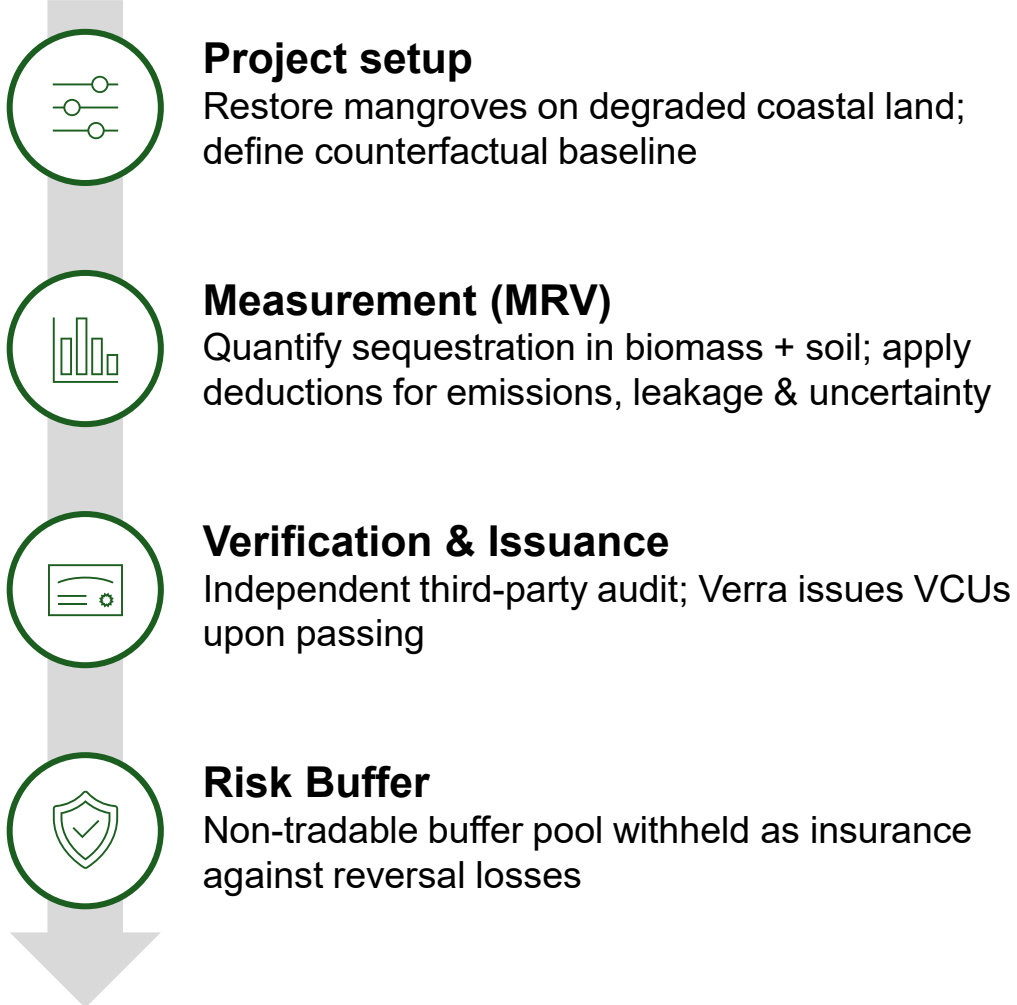 Project setup
Restore mangroves on degraded coastal land;
define counterfactual baseline
Measurement (MRV)
Quantify sequestration in biomass + soil; apply
deductions for emissions, leakage & uncertainty
Verification & Issuance
Independent third-party audit; Verra issues VCUs
upon passing
Risk Buffer
Non-tradable buffer pool withheld as insurance
against reversal losses